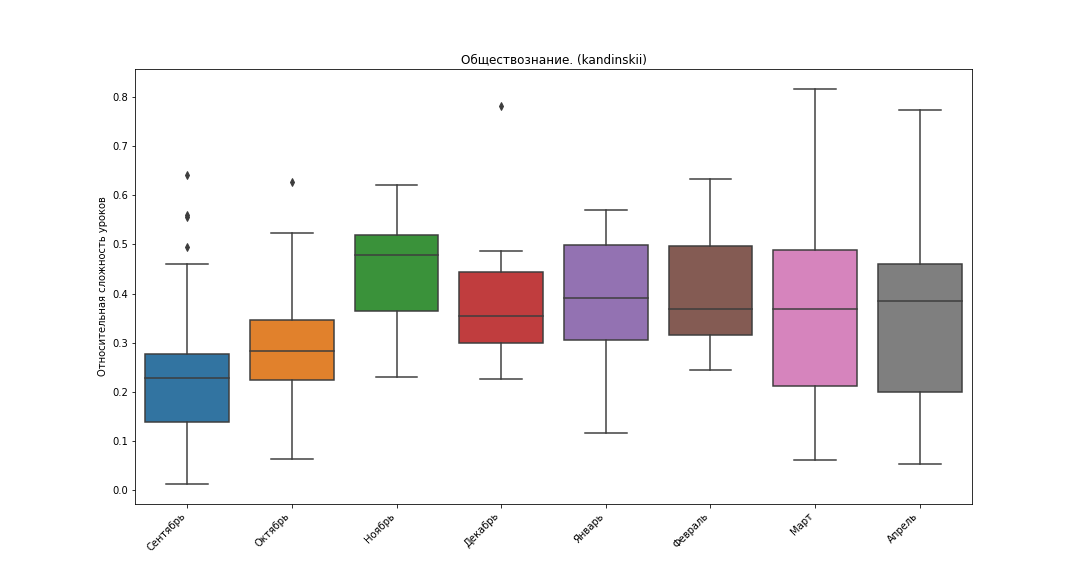 Обществознание. (kandinskii)
Относительная сложность уроков
0.8
0.7
0.6
0.5
0.4
0.3
0.2
0.1
0.0
Сентябрь
Октябрь
Ноябрь
Декабрь
Январь
Февраль
Март
Апрель